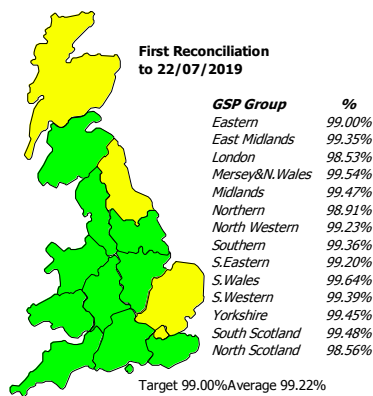 First Reconciliation
to 22/07/2019
GSP Group %
Eastern 99.00%
East Midlands 99.35%
London 98.53%
Mersey&N.Wales 99.54%
Midlands 99.47%
Northern 98.91%
North Western 99.23%
Southern 99.36%
S.Eastern 99.20%
S.Wales 99.64%
S.Western 99.39%
Yorkshire 99.45%
South Scotland 99.48%
North Scotland 98.56%
Target 99.00%Average 99.22%